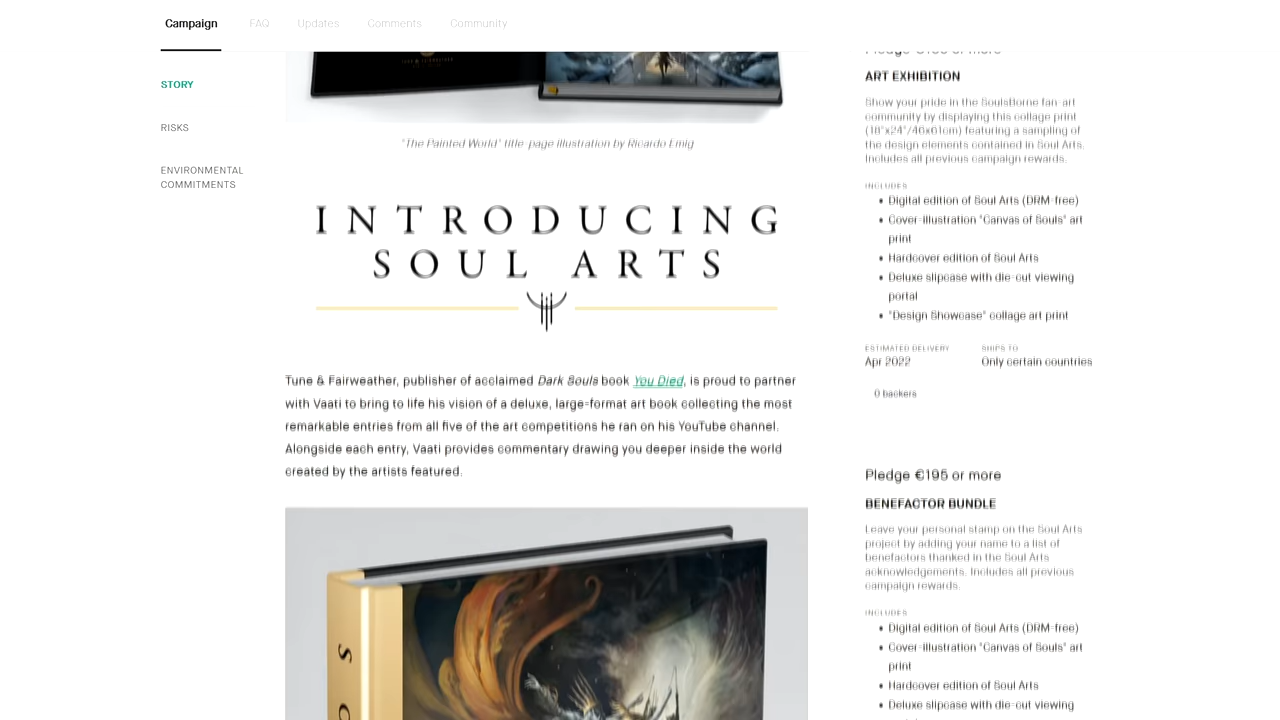 Campaign FAQ Updates Comments Community
STORY
RISKS
ENVIRONMENTAL
COMMITMENTS
"The Painted World" title-page illustration by Ricardo Emig
INTRODUCING
SOUL ARTS
Tune & Fairweather, publisher of acclaimed Dark Souls book You Died, is proud to partner
with Vaati to bring to life his vision of a deluxe, large-format art book collecting the most
remarkable entries from all five of the art competitions he ran on his YouTube channel.
Alongside each entry, Vaati provides commentary drawing you deeper inside the world
created by the artists featured.
S
O
ART EXHIBITION
Show your pride in the SoulsBorne fan-art
community by displaying this collage print
(18"x24"/46x61cm) featuring a sampling of
the design elements contained in Soul Arts.
Includes all previous campaign rewards.
INCLUDES
• Digital edition of Soul Arts (DRM-free)
• Cover-illustration "Canvas of Souls" art
print
• Hardcover edition of Soul Arts
• Deluxe slipcase with die-cut viewing
portal
• "Design Showcase" collage art print
ESTIMATED DELIVERY SHIPS TO
Apr 2022 Only certain countries
0 backers
Pledge €195 or more
BENEFACTOR BUNDLE
Leave your personal stamp on the Soul Arts
project by adding your name to a list of
benefactors thanked in the Soul Arts
acknowledgements. Includes all previous
campaign rewards.
INCLUDES
• Digital edition of Soul Arts (DRM-free)
• Cover-illustration "Canvas of Souls" art
print
• Hardcover edition of Soul Arts
• Deluxe slipcase with die-cut viewing